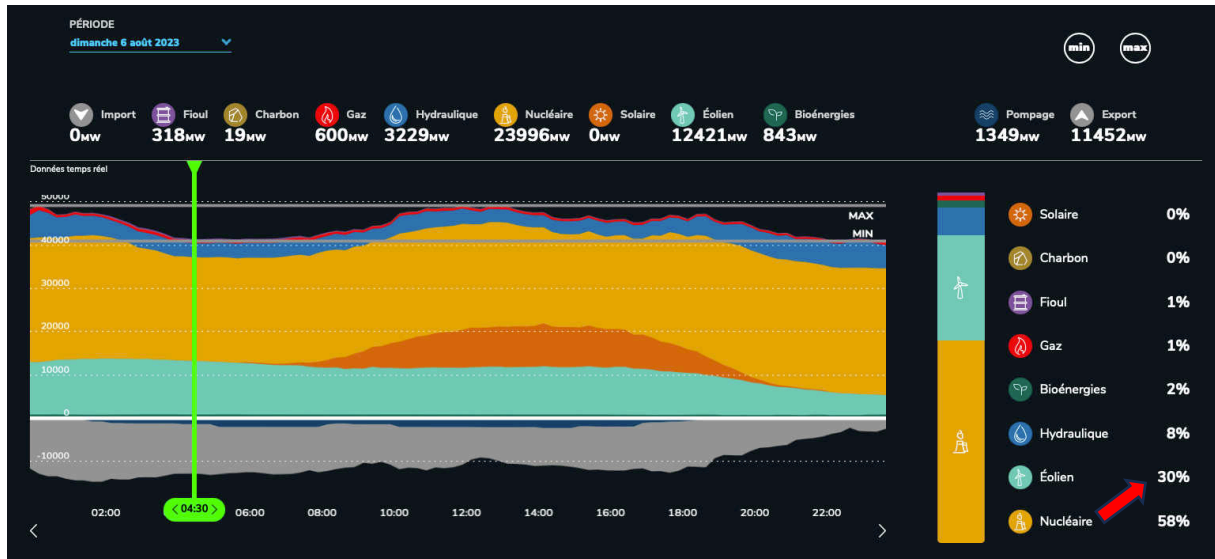 PÉRIODE
dimanche 6 août 2023
min max
Import Fioul Charbon Gaz Hydraulique Nucléaire Solaire Éolien Bioénergies Pompage Export
0MW 318MW 19MW 600MW 3229MW 23996MW 0MW 12421MW 843MW 1349MW 11452MW
Données temps réel
50000
MAX
MIN
40000
30000
20000
10000
0
-10000
02:00 < 04:30 > 06:00 08:00 10:00 12:00 14:00 16:00 18:00 20:00 22:00
< >
Solaire 0%
Charbon 0%
Fioul 1%
Gaz 1%
Bioénergies 2%
Hydraulique 8%
Éolien 30%
Nucléaire 58%